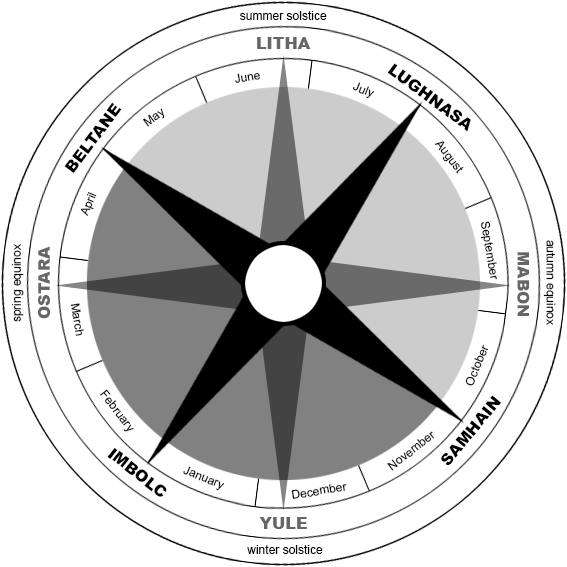 summer solstice
LITHA
June
July
LUGHNASA
August
September
MABON
autumn equinox
October
SAMHAIN
November
December
YULE
winter solstice
January
IMBOLC
February
March
OSTARA
spring equinox
April
BELTANE
May